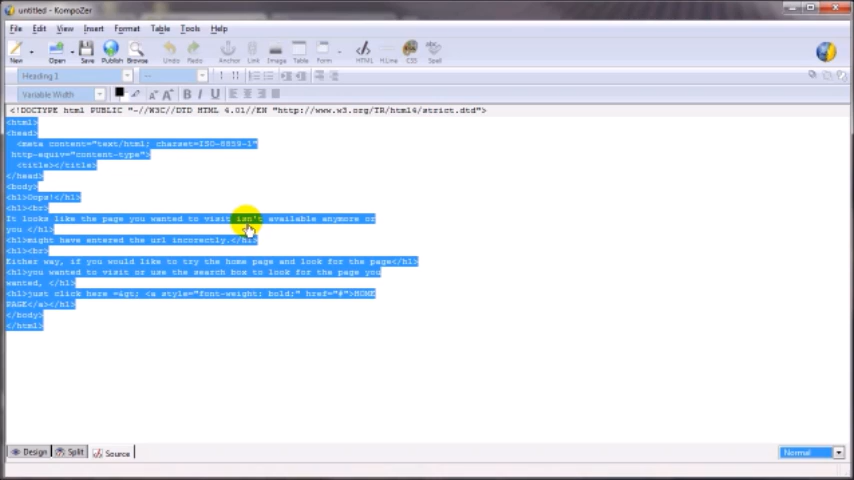 untitled - KompoZer
File Edit View Insert Format Table Tools Help
New Open Save Publish Browse Undo Redo Anchor Link Image Table Form HTML CSS Spell
Heading 1 --
Variable Width B I U
<!DOCTYPE html PUBLIC "-//W3C//DTD HTML 4.01//EN "http://www.w3.org/TR/html4/strict.dtd">
<html>
<head>
<meta content="text/html; charset=ISO-8859-1"
http-equiv="content-type">
<title></title>
</head>
<body>
<h1>Oops!</h1>
<h1><br>
It looks like the page you wanted to visit isn't available anymore or
you </h1>
<h1>might have entered the url incorectly.</h1>
<h1><br>
Either way, if you would like to try the home page and look for the page</h1>
<h1>you wanted to visit or use the search box to look for the page you
wanted, </h1>
<h1>just click here =&gt; <a style="font-weight: bold;" href="#">HOME
PAGE</a></h1>
</body>
</html>
Design Split Source Normal